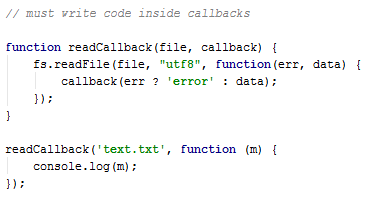 // must write code inside callbacks
function readCallback(file, callback) {
fs.readFile(file, "utf8", function(err, data) {
callback(err ? 'error' : data);
});
}
readCallback('text.txt', function (m) {
console.log(m);
});